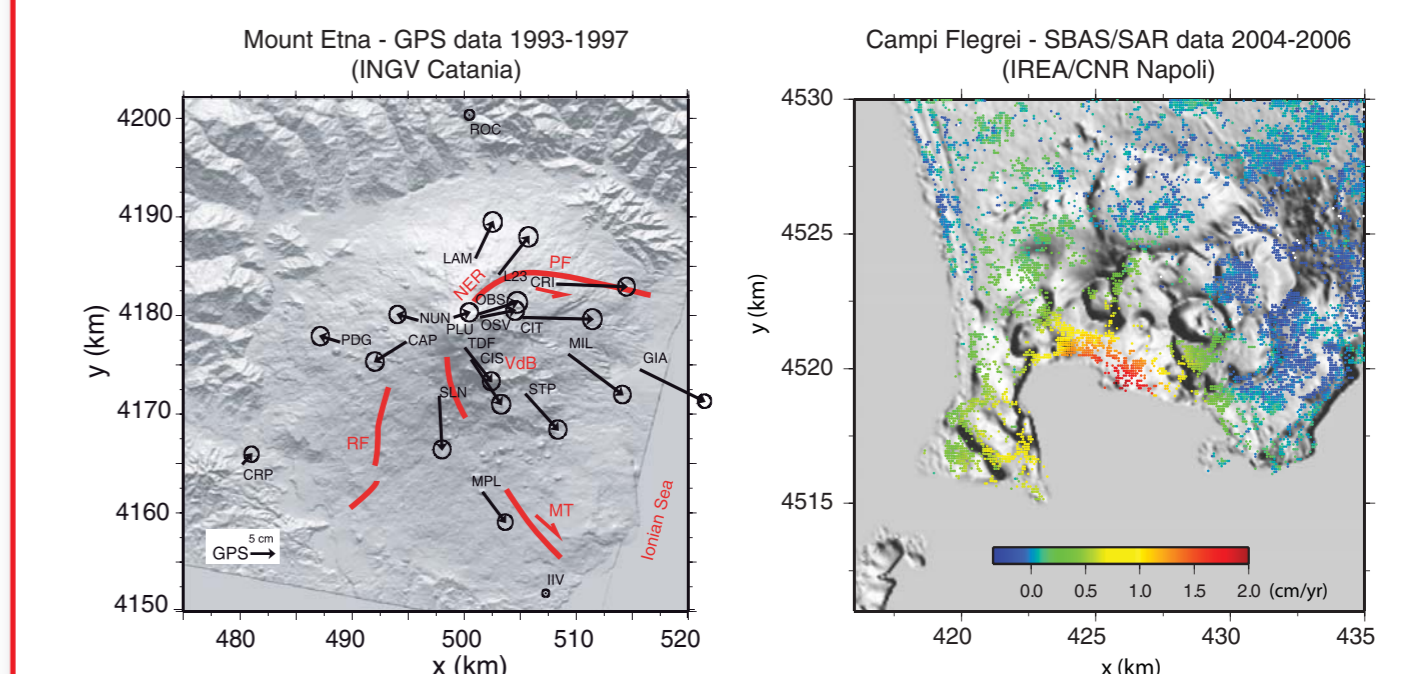 Mount Etna - GPS data 1993-1997
(INGV Catania)
4200
4190
4180
4170
4160
4150
y (km)
480
490
500
510
520
x (km)
ROC
LAM
L23
PF
NER
CRI
OBS
NUN
PLU
OSV
CIT
PDG
CAP
TDF
MIL
CIS
VdB
GIA
SLN
STP
RF
CRP
MPL
MT
Ionian Sea
5 cm
GPS
IIV
Campi Flegrei - SBAS/SAR data 2004-2006
(IREA/CNR Napoli)
4530
4525
4520
4515
y (km)
0.0
0.5
1.0
1.5
2.0
(cm/yr)
420
425
430
435
x (km)